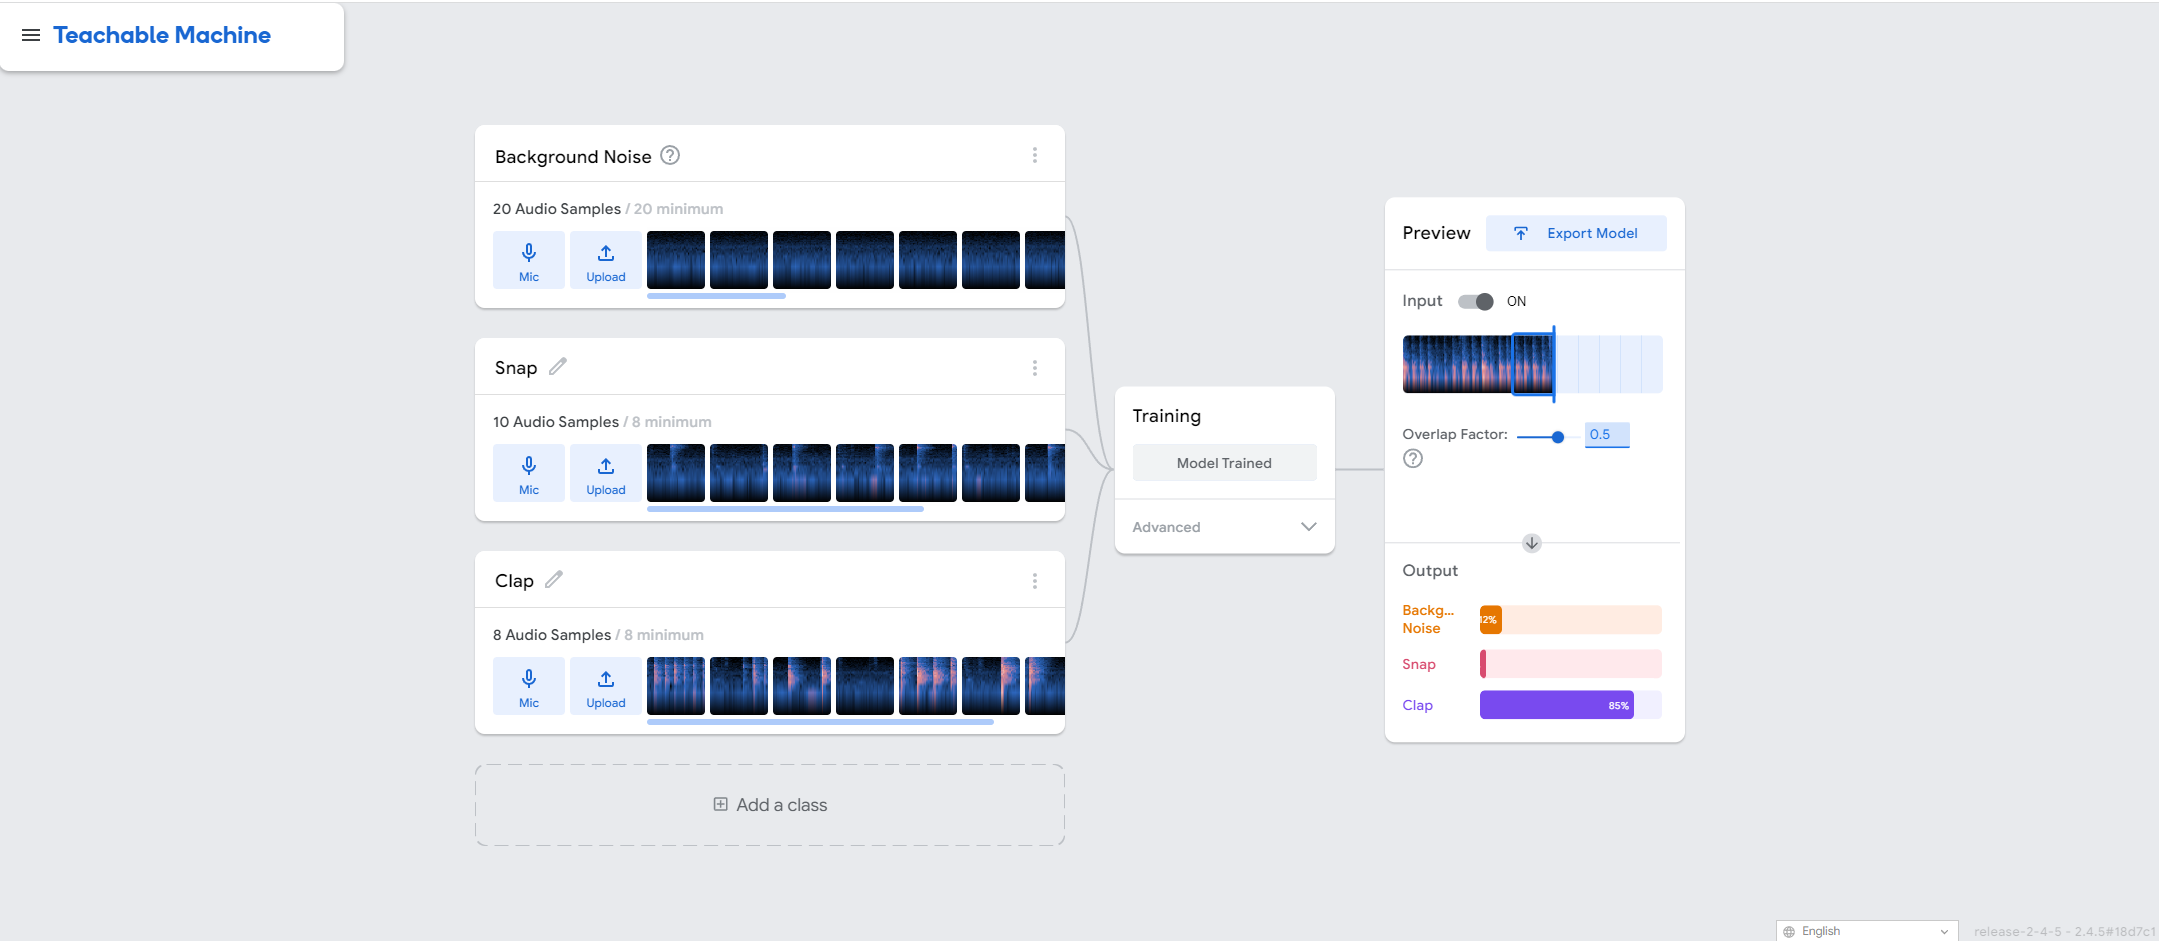 Teachable Machine
Background Noise
20 Audio Samples / 20 minimum
Mic
Upload
Snap
10 Audio Samples / 8 minimum
Mic
Upload
Clap
8 Audio Samples / 8 minimum
Mic
Upload
Add a class
Training
Model Trained
Advanced
Preview
Export Model
Input ON
Overlap Factor: 0.5
Output
Backg...
Noise
12%
Snap
Clap
85%
English
release-2-4-5 - 2.4.5#18d7c1